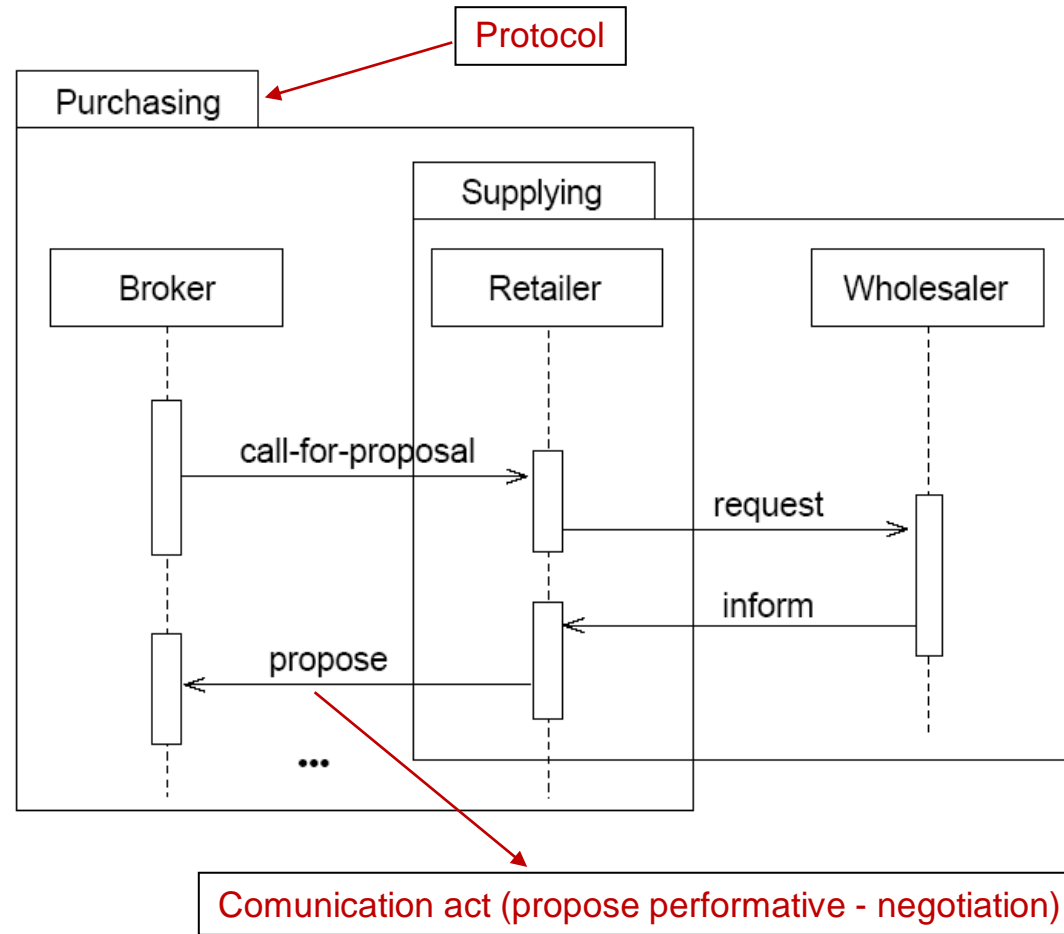 Protocol
Purchasing
Supplying
Broker
Retailer
Wholesaler
call-for-proposal
request
inform
propose
...
Comunication act (propose performative - negotiation)